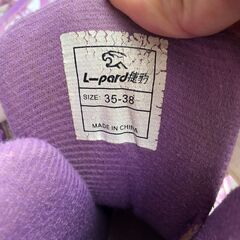 L-pard捷豹
SIZE: 35-38
MADE IN CHINA